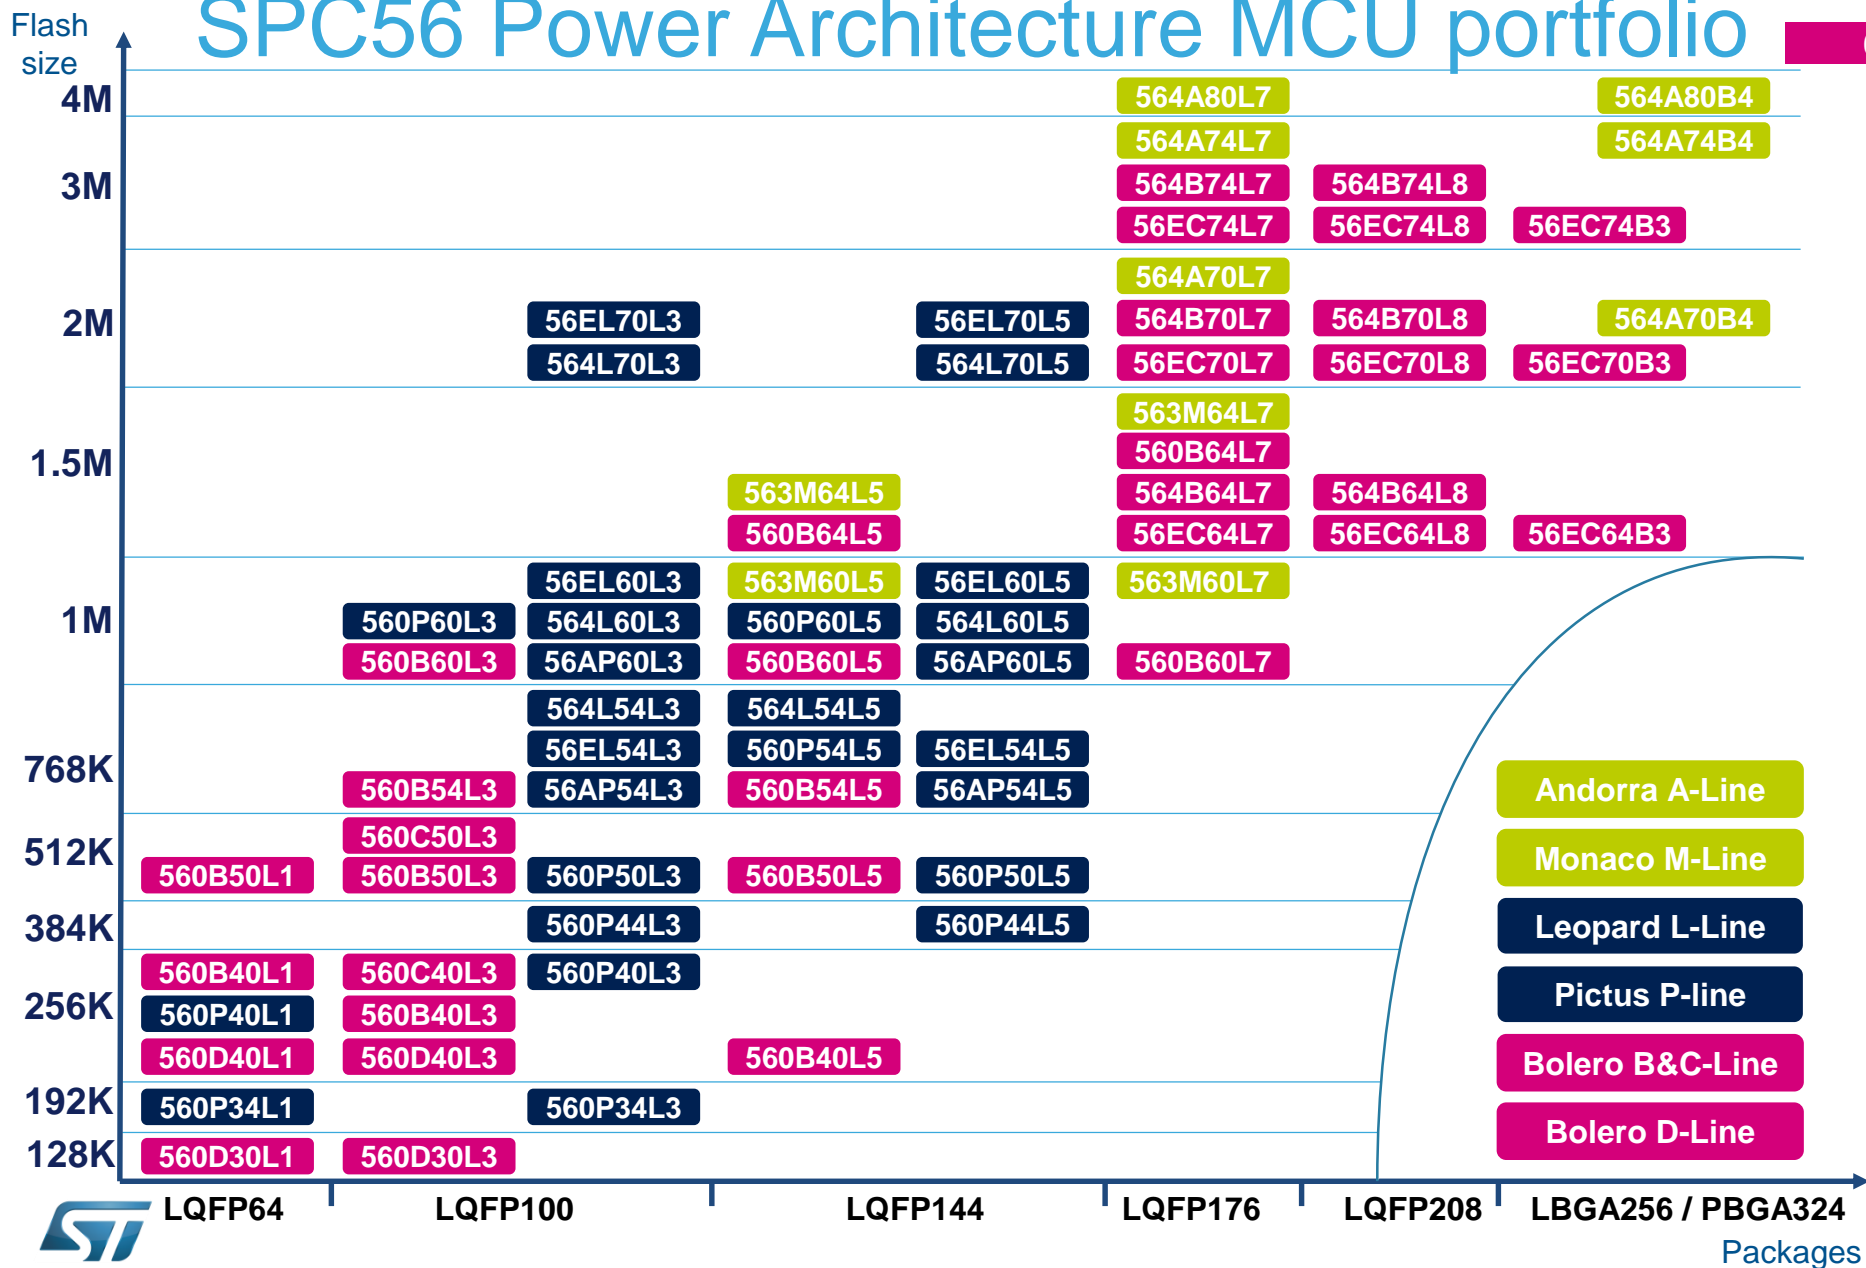 SPC56 Power Architecture MCU portfolio
Flash
size
4M
564A80L7 564A80B4
564A74L7 564A74B4
3M
564B74L7 564B74L8
56EC74L7 56EC74L8 56EC74B3
564A70L7
2M
56EL70L3 56EL70L5 564B70L7 564B70L8 564A70B4
564L70L3 564L70L5 56EC70L7 56EC70L8 56EC70B3
563M64L7
1.5M
560B64L7
563M64L5 564B64L7 564B64L8
560B64L5 56EC64L7 56EC64L8 56EC64B3
56EL60L3 563M60L5 56EL60L5 563M60L7
1M
560P60L3 564L60L3 560P60L5 564L60L5
560B60L3 56AP60L3 560B60L5 56AP60L5 560B60L7
564L54L3 564L54L5
56EL54L3 560P54L5 56EL54L5
768K
560B54L3 56AP54L3 560B54L5 56AP54L5
560C50L3
512K
560B50L1 560B50L3 560P50L3 560B50L5 560P50L5
384K
560P44L3 560P44L5
560B40L1 560C40L3 560P40L3
256K
560P40L1 560B40L3
560D40L1 560D40L3 560B40L5
192K
560P34L1 560P34L3
128K
560D30L1 560D30L3
Andorra A-Line
Monaco M-Line
Leopard L-Line
Pictus P-line
Bolero B&C-Line
Bolero D-Line
LQFP64 LQFP100 LQFP144 LQFP176 LQFP208 LBGA256 / PBGA324
Packages
ST